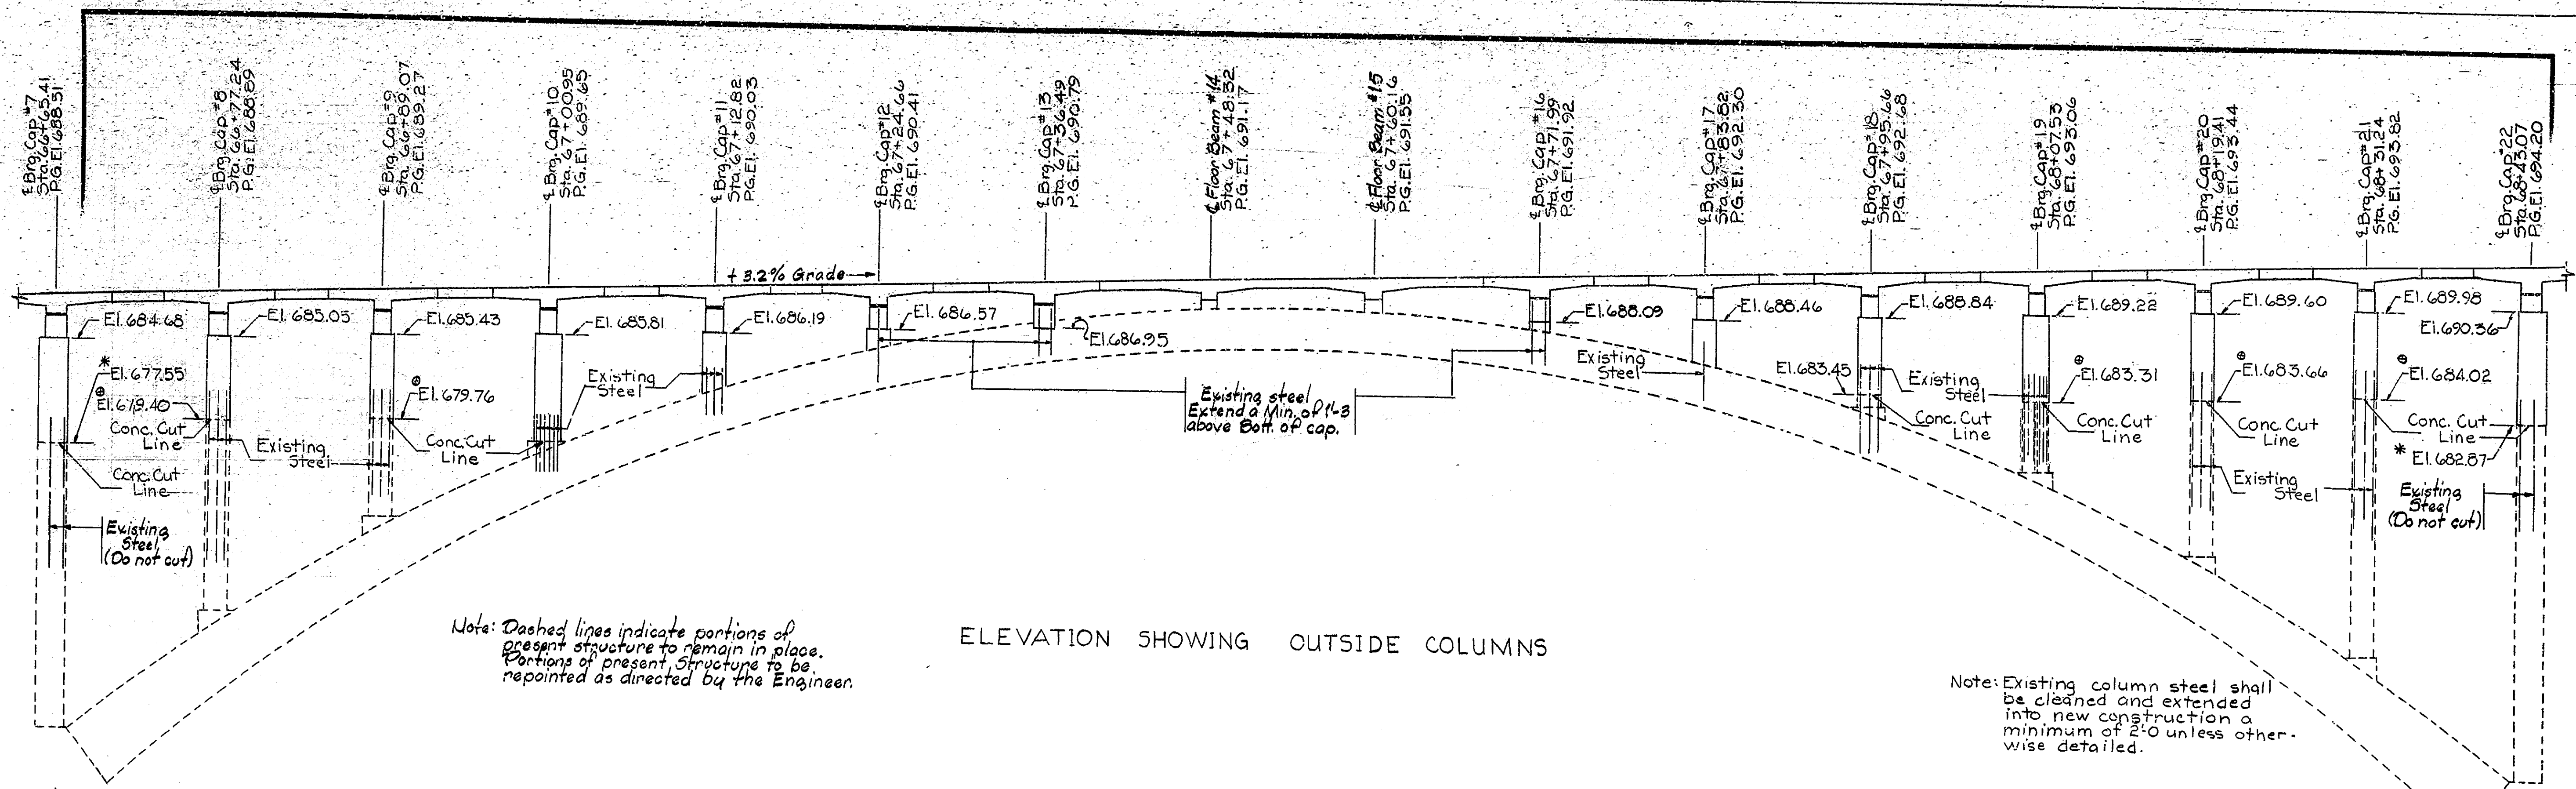 ℄ Brg. Cap #7
Sta. 66+65.41
P.G. El. 688.51
℄ Brg. Cap #8
Sta. 66+77.24
P.G. El. 688.89
℄ Brg. Cap #9
Sta. 66+89.07
P.G. El. 689.27
℄ Brg. Cap #10
Sta. 67+00.95
P.G. El. 689.65
℄ Brg. Cap #11
Sta. 67+12.82
P.G. El. 690.03
℄ Brg. Cap #12
Sta. 67+24.66
P.G. El. 690.41
℄ Brg. Cap #13
Sta. 67+36.49
P.G. El. 690.79
℄ Floor Beam #14
Sta. 67+48.32
P.G. El. 691.17
℄ Floor Beam #15
Sta. 67+60.16
P.G. El. 691.55
℄ Brg. Cap #16
Sta. 67+71.99
P.G. El. 691.92
℄ Brg. Cap #17
Sta. 67+83.82
P.G. El. 692.30
℄ Brg. Cap #18
Sta. 67+95.66
P.G. El. 692.68
℄ Brg. Cap #19
Sta. 68+07.53
P.G. El. 693.06
℄ Brg. Cap #20
Sta. 68+19.41
P.G. El. 693.44
℄ Brg. Cap #21
Sta. 68+31.24
P.G. El. 693.82
℄ Brg. Cap #22
Sta. 68+43.07
P.G. El. 694.20
+3.2% Grade
El. 684.68
El. 685.05
El. 685.43
El. 685.81
El. 686.19
El. 686.57
El. 686.95
El. 688.09
El. 688.46
El. 688.84
El. 689.22
El. 689.60
El. 689.98
El. 690.36
*
El. 677.55
⊕
El. 679.40
Conc. Cut
Line
Conc. Cut
Line
Existing
Steel
(Do not cut)
Existing
Steel
⊕
El. 679.76
Conc. Cut
Line
Existing
Steel
Existing steel
Extend a Min. of 1'-3
above Bott. of cap.
Existing
Steel
El. 683.45
Existing
Steel
Conc. Cut
Line
⊕
El. 683.31
Conc. Cut
Line
⊕
El. 683.66
Conc. Cut
Line
Existing
Steel
⊕
El. 684.02
Conc. Cut
Line
* El. 682.87
Existing
Steel
(Do not cut)
Note: Dashed lines indicate portions of
present structure to remain in place.
Portions of present structure to be
repointed as directed by the Engineer.
ELEVATION SHOWING OUTSIDE COLUMNS
Note: Existing column steel shall
be cleaned and extended
into new construction a
minimum of 2'-0 unless other-
wise detailed.